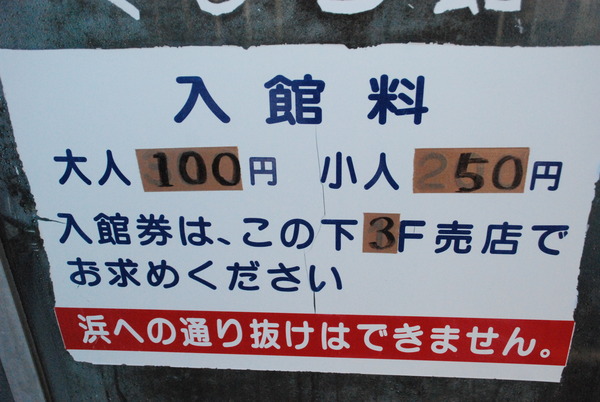 入館料
大人 100円 小人 250円
入館券は、この下3F売店で
お求めください
浜への通り抜けはできません。